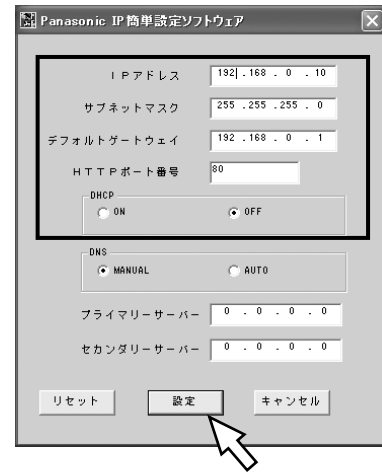 Panasonic IP簡単設定ソフトウェア
IPアドレス 192.168.0.10
サブネットマスク 255.255.255.0
デフォルトゲートウェイ 192.168.0.1
HTTPポート番号 80
DHCP
ON OFF
DNS
MANUAL AUTO
プライマリーサーバー 0.0.0.0
セカンダリーサーバー 0.0.0.0
リセット 設定 キャンセル